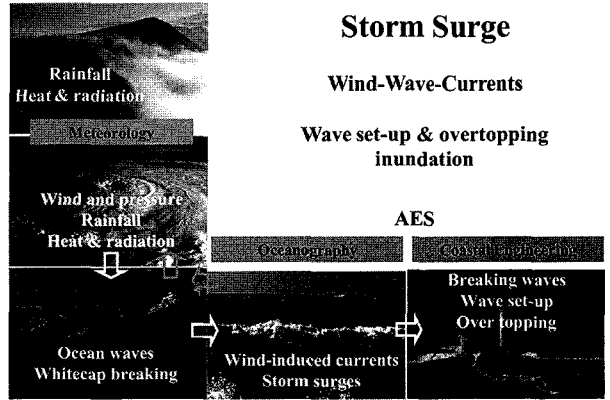 Storm Surge
Rainfall
Heat & radiation
Wind-Wave-Currents
Meteorology
Wave set-up & overtopping
inundation
Wind and pressure
Rainfall
Heat & radiation
AES
Oceanography
Coastal Engineering
Breaking waves
Wave set-up
Over topping
Ocean waves
Whitecap breaking
Wind-induced currents
Storm surges